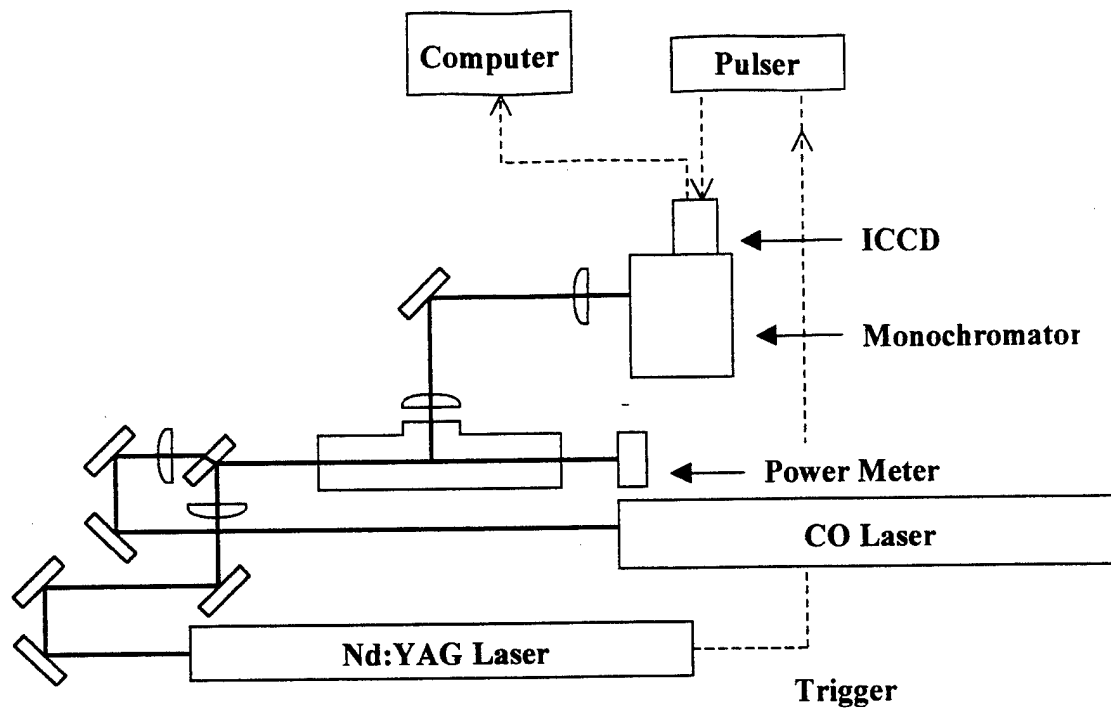 Computer
Pulser
ICCD
Monochromator
Power Meter
CO Laser
Nd:YAG Laser
Trigger